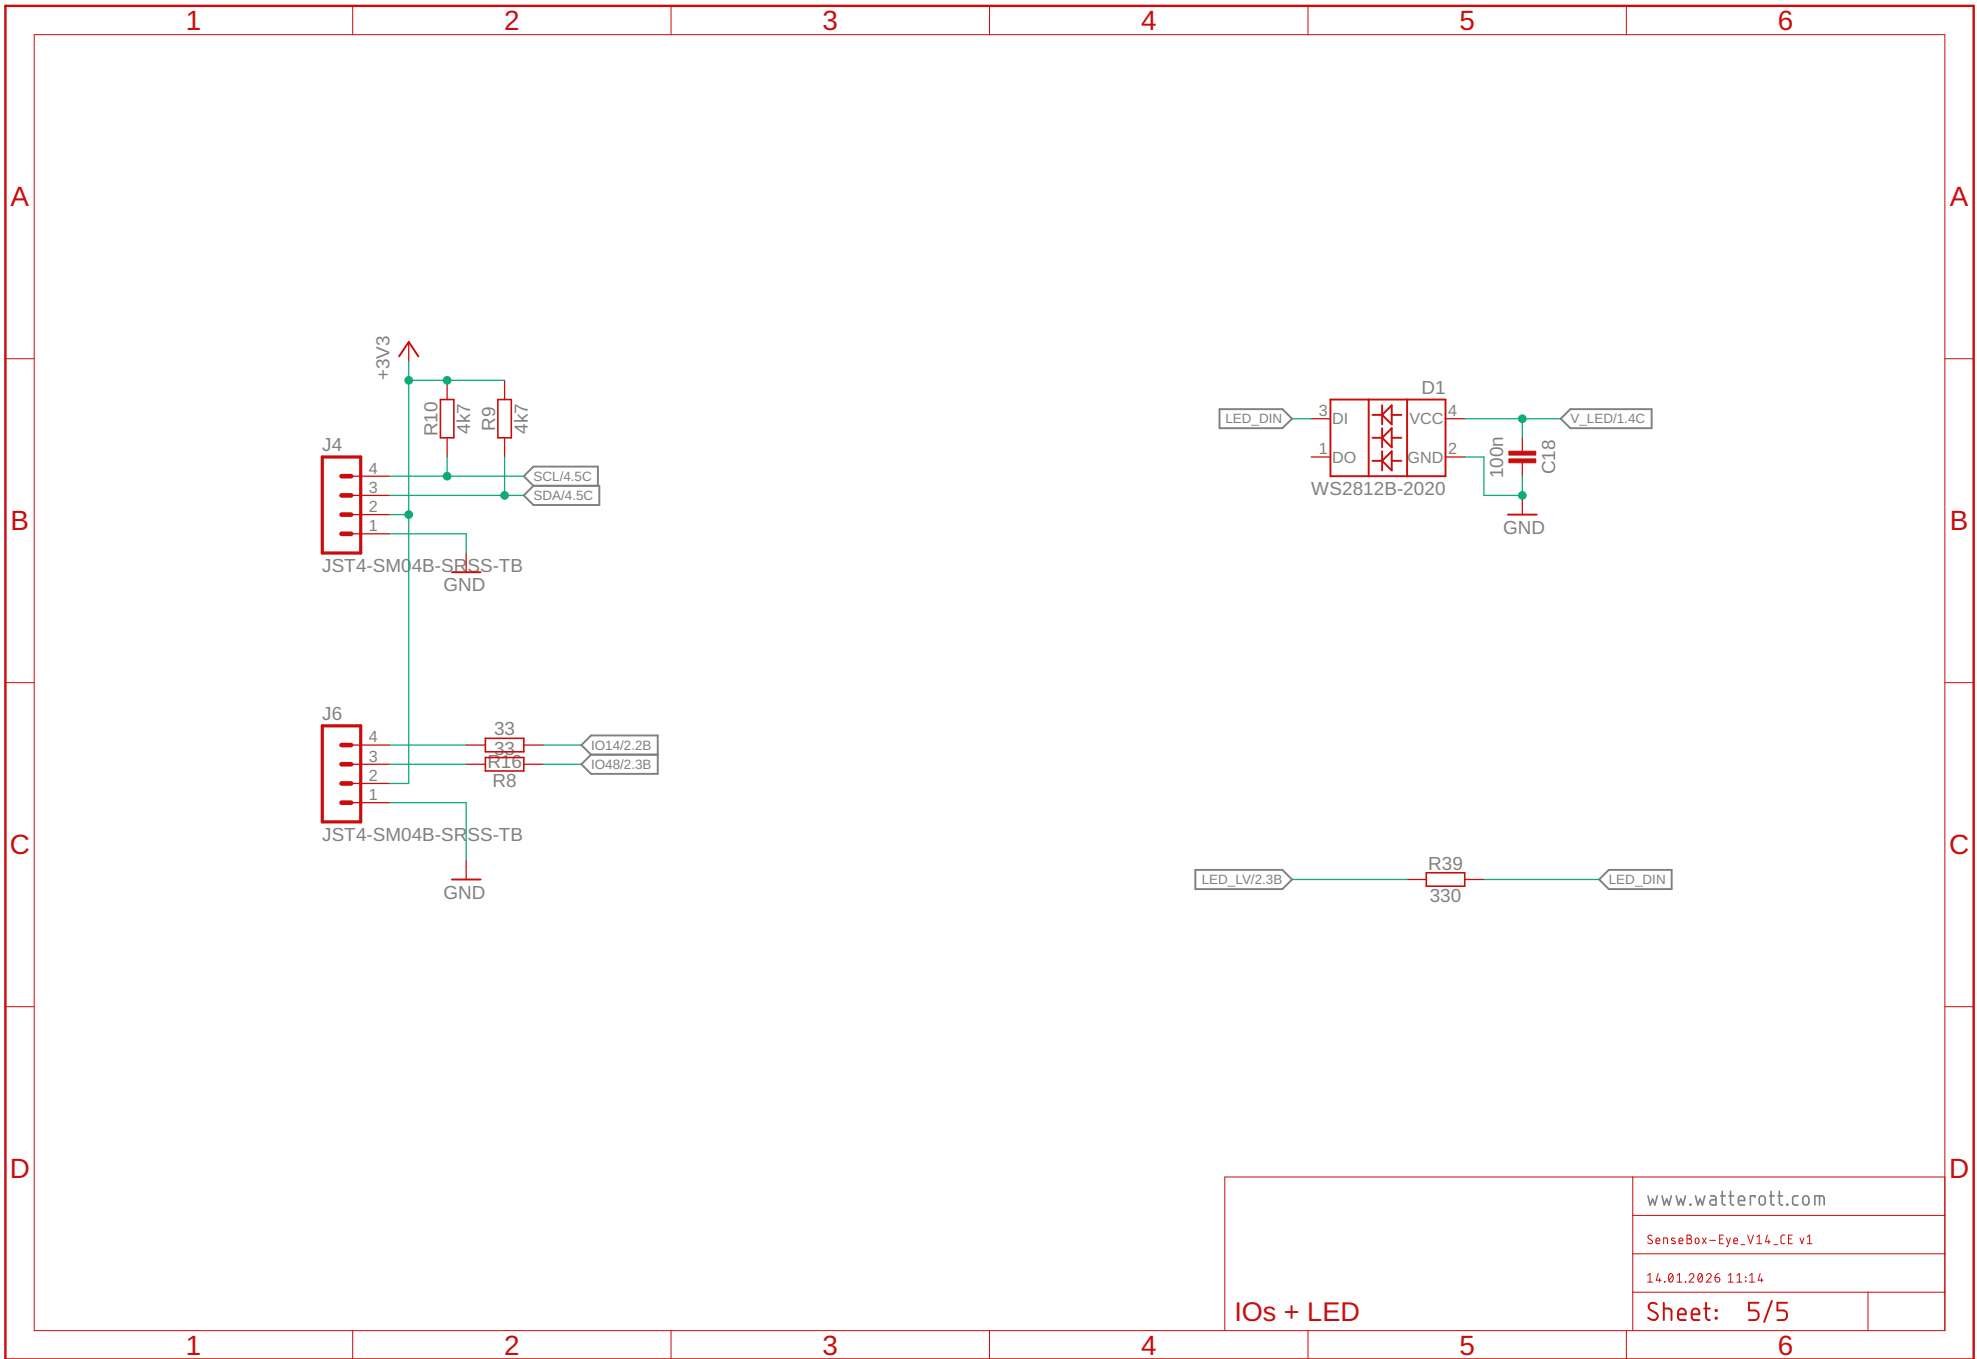 1 2 3 4 5 6
A A
+3V3
R10
4k7
R9
4k7
J4
4
3
2
1
SCL/4.5C
SDA/4.5C
JST4-SM04B-SRSS-TB
GND
D1
LED_DIN
3
DI
1
DO
VCC
4
GND
2
WS2812B-2020
V_LED/1.4C
100n
C18
GND
B B
J6
4
3
2
1
33
33
R16
R8
IO14/2.2B
IO48/2.3B
JST4-SM04B-SRSS-TB
GND
C C
LED_LV/2.3B
R39
330
LED_DIN
D D
www.watterott.com
SenseBox-Eye_V14_CE v1
14.01.2026 11:14
IOs + LED
Sheet: 5/5
1 2 3 4 5 6